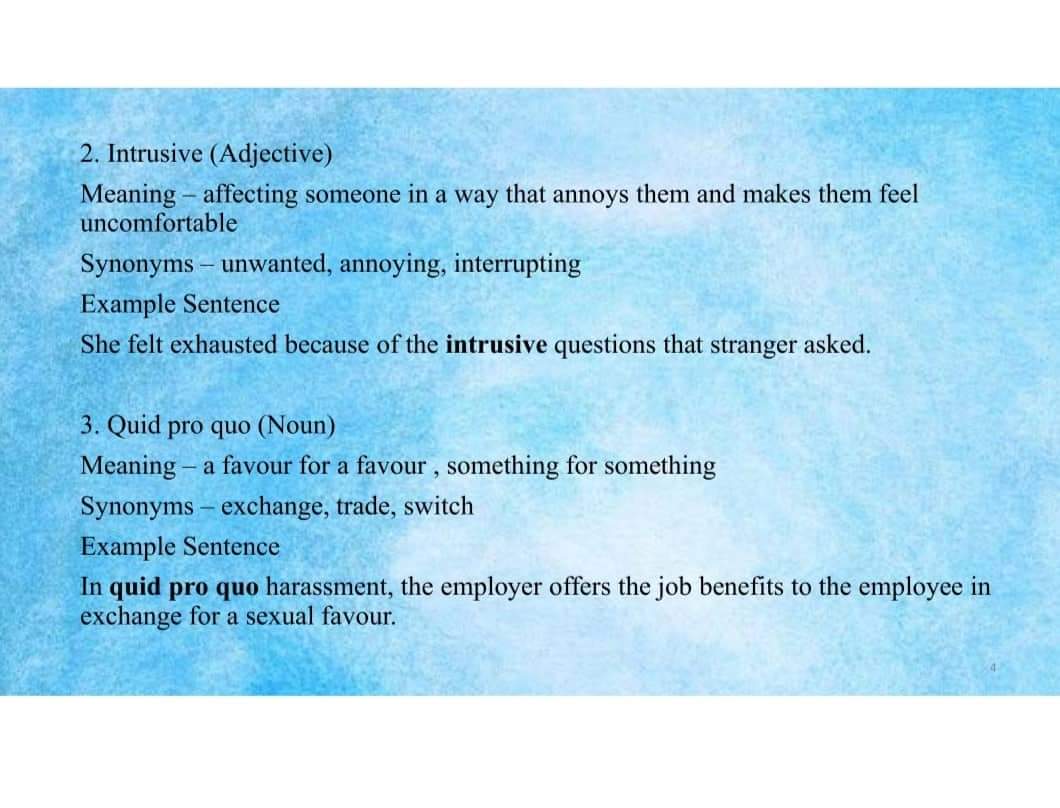 2. Intrusive (Adjective)
Meaning – affecting someone in a way that annoys them and makes them feel
uncomfortable
Synonyms – unwanted, annoying, interrupting
Example Sentence
She felt exhausted because of the intrusive questions that stranger asked.
3. Quid pro quo (Noun)
Meaning – a favour for a favour , something for something
Synonyms – exchange, trade, switch
Example Sentence
In quid pro quo harassment, the employer offers the job benefits to the employee in
exchange for a sexual favour.
4